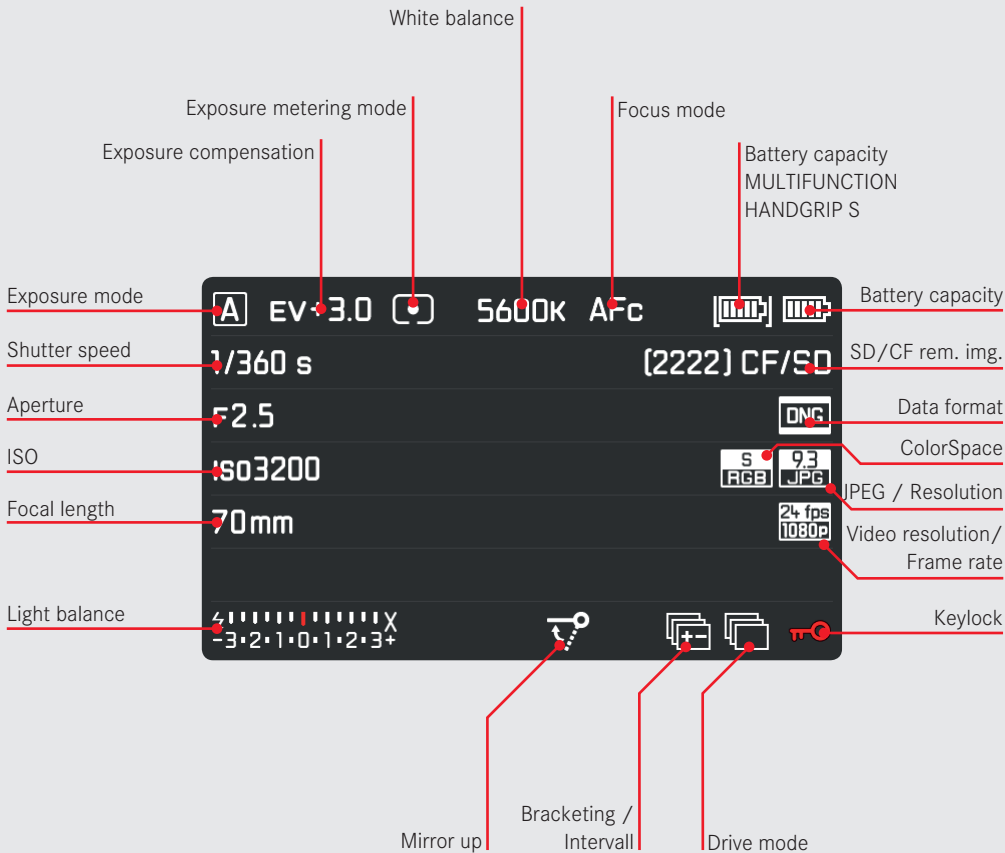 White balance
Exposure metering mode
Focus mode
Exposure compensation
Battery capacity
MULTIFUNCTION
HANDGRIP S
Exposure mode
A EV+3.0 5600K AFc
Battery capacity
Shutter speed
1/360 s (2222) CF/SD
SD/CF rem. img.
Aperture
F2.5 DNG
Data format
ColorSpace
ISO
ISO3200
S
RGB
9.3
JPG
JPEG / Resolution
Focal length
70mm
24 fps
1080p
Video resolution/
Frame rate
Light balance
X
-3·2·1·0·1·2·3+
+-
Keylock
Mirror up
Bracketing /
Intervall
Drive mode